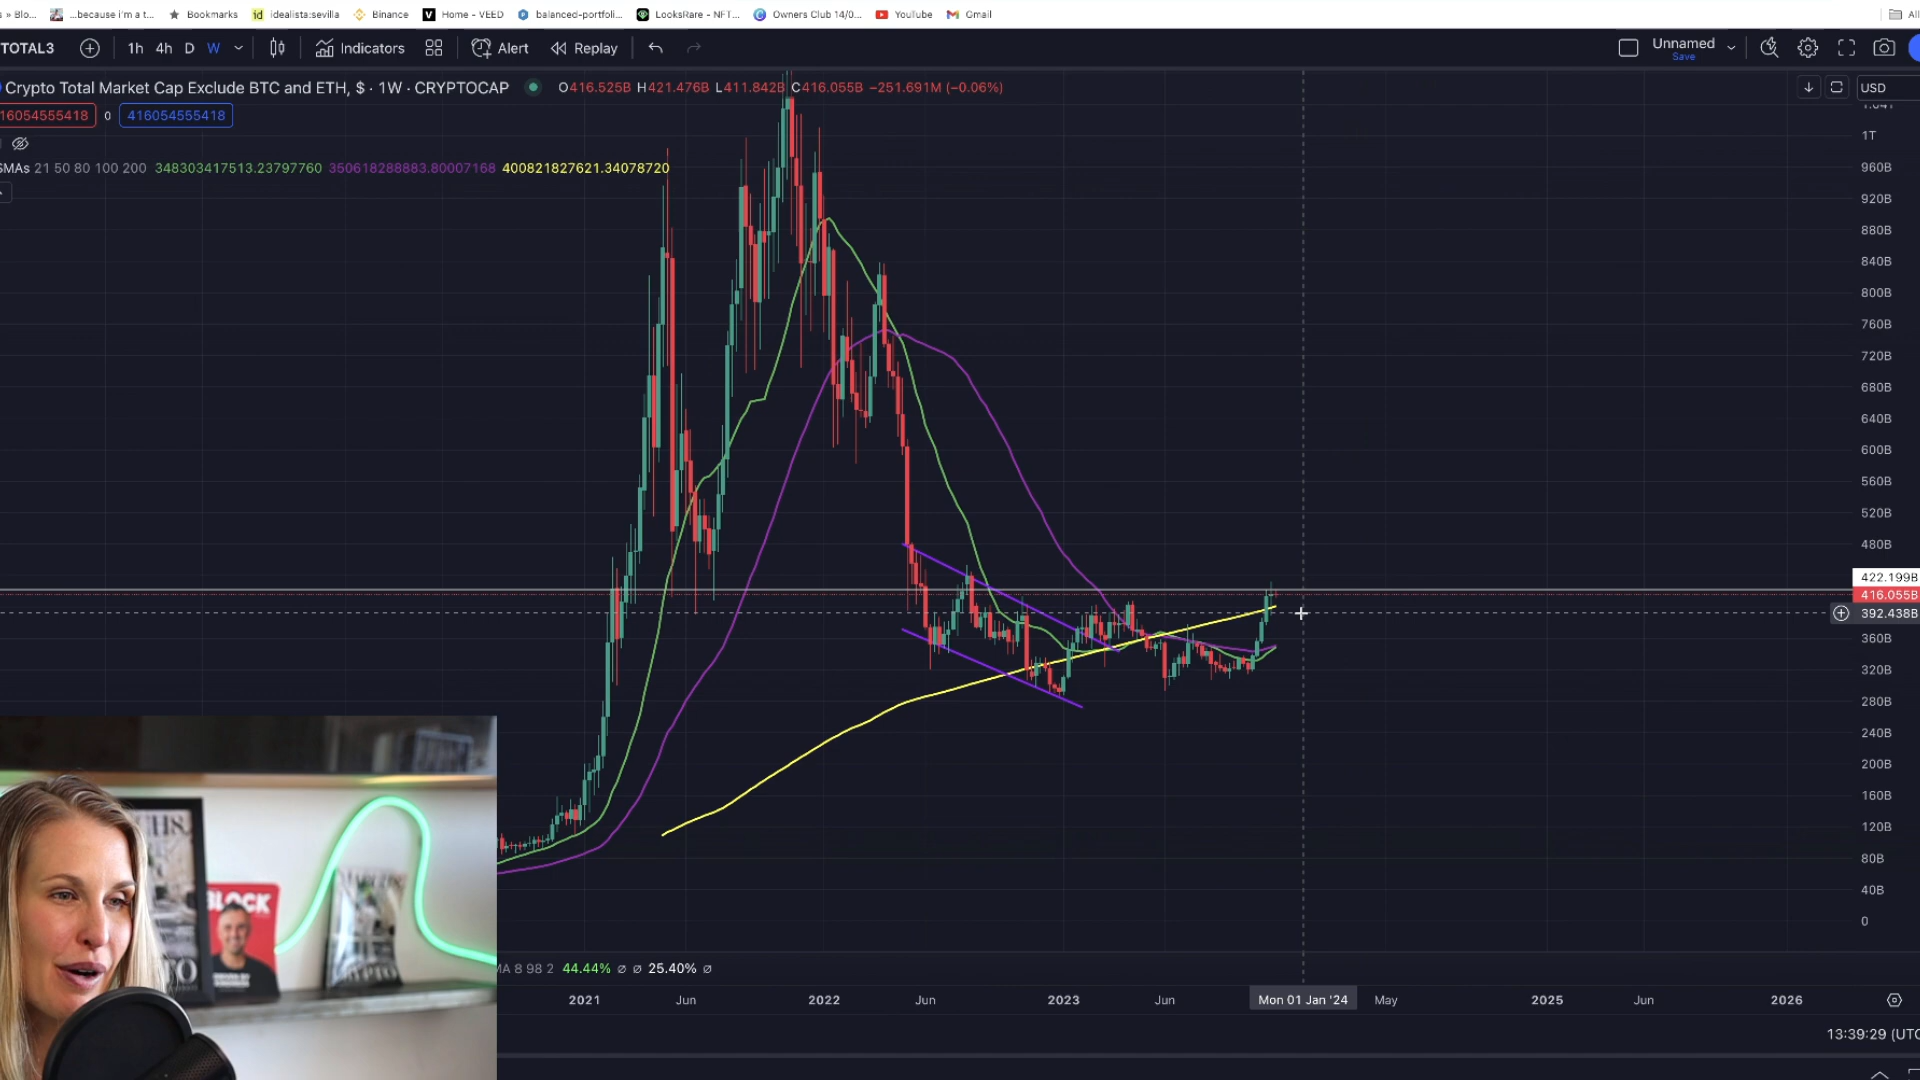 s » Blo... ...because i'm a t... Bookmarks idealista:sevilla Binance Home - VEED balanced-portfoli... LooksRare - NFT... Owners Club 14/0... YouTube Gmail All
TOTAL3 1h 4h D W Indicators Alert Replay Unnamed
Save
Crypto Total Market Cap Exclude BTC and ETH, $ · 1W · CRYPTOCAP O416.525B H421.476B L411.842B C416.055B −251.691M (−0.06%) USD
16054555418 0 416054555418
SMAs 21 50 80 100 200 348303417513.23797760 350618288883.80007168 400821827621.34078720
1T
960B
920B
880B
840B
800B
760B
720B
680B
640B
600B
560B
520B
480B
422.199B
416.055B
392.438B
360B
320B
280B
240B
200B
160B
120B
80B
40B
0
BLOCK
MA 8 98 2 44.44% ∅ ∅ 25.40% ∅
2021 Jun 2022 Jun 2023 Jun Mon 01 Jan '24 May 2025 Jun 2026
13:39:29 (UTC